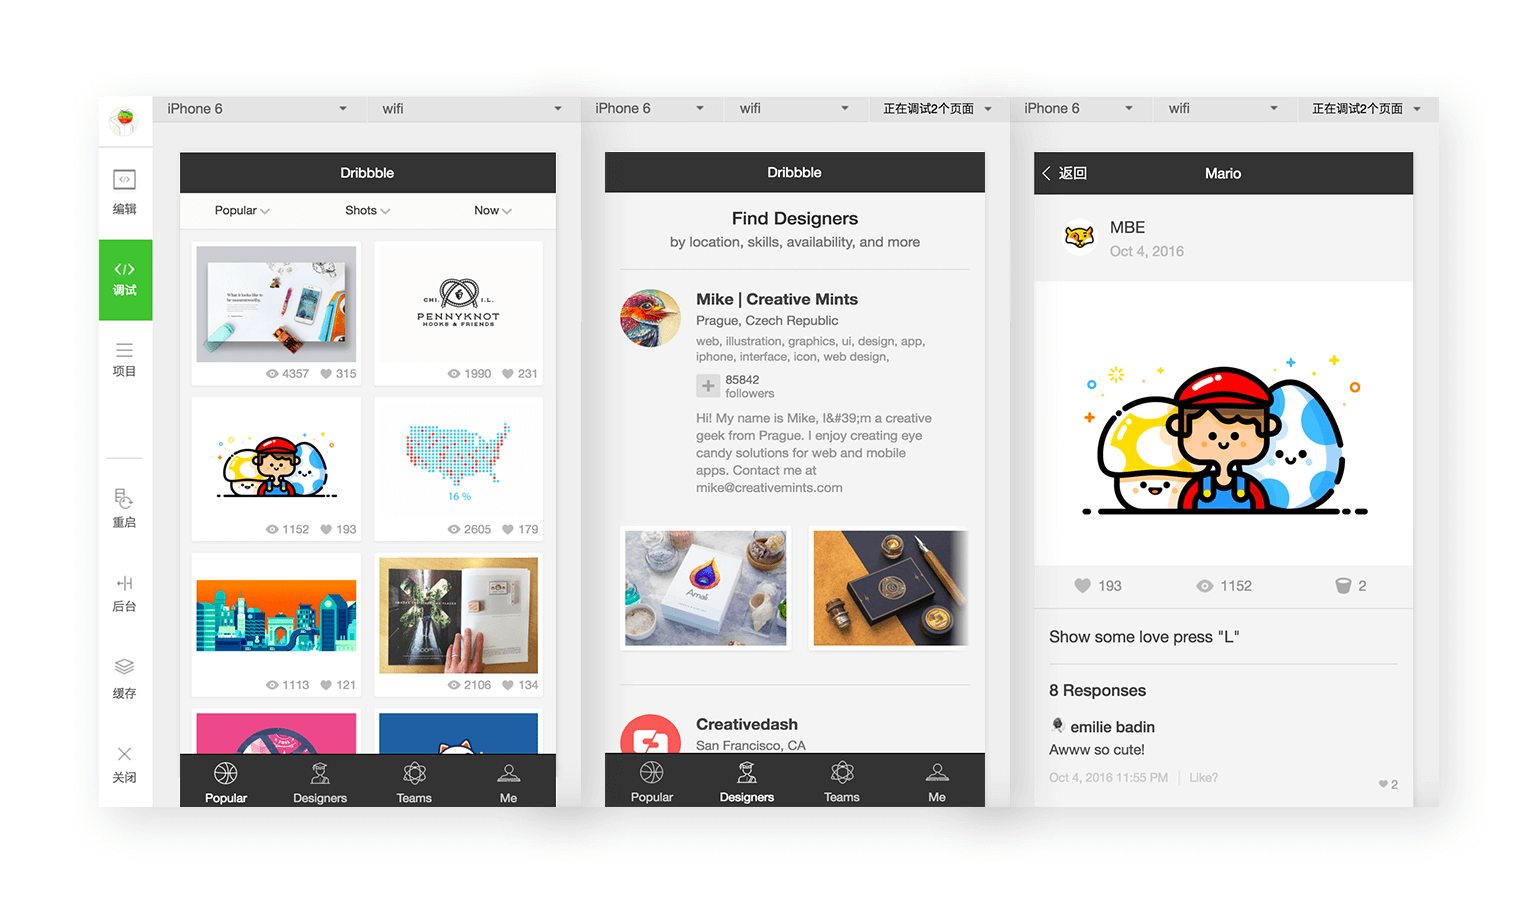 iPhone 6
wifi
编辑
调试
项目
重启
后台
缓存
关闭
Dribbble
Popular
Shots
Now
What it looks like to
be unmeasureworthy.
4357
315
CHI.
I L.
PENNYKNOT
HOOKS & FRIENDS
1990
231
1152
193
16 %
2605
179
1113
121
2106
134
Popular
Designers
Teams
Me
iPhone 6
wifi
正在调试2个页面
Dribbble
Find Designers
by location, skills, availability, and more
Mike | Creative Mints
Prague, Czech Republic
web, illustration, graphics, ui, design, app,
iphone, interface, icon, web design,
85842
followers
Hi! My name is Mike, I&#39;m a creative
geek from Prague. I enjoy creating eye
candy solutions for web and mobile
apps. Contact me at
mike@creativemints.com
Amali
Creativedash
San Francisco, CA
Popular
Designers
Teams
Me
iPhone 6
wifi
正在调试2个页面
返回
Mario
MBE
Oct 4, 2016
193
1152
2
Show some love press "L"
8 Responses
emilie badin
Awww so cute!
Oct 4, 2016 11:55 PM
Like?
2